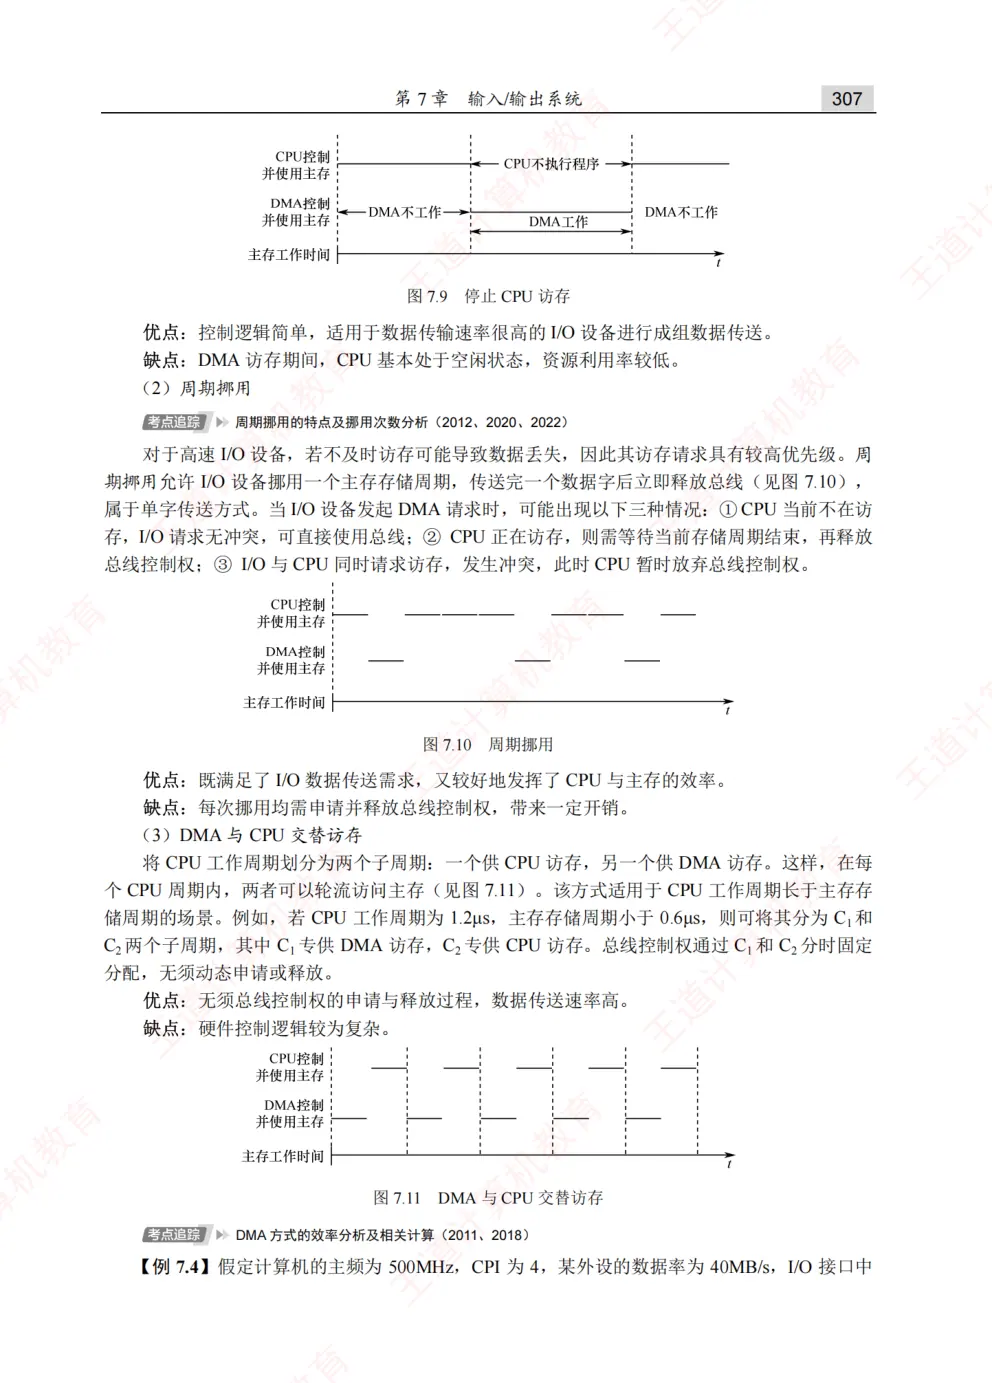 第 7 章 输入/输出系统 307
CPU控制
并使用主存
CPU不执行程序
DMA控制
并使用主存
DMA不工作
DMA工作
DMA不工作
主存工作时间
t
图 7.9 停止 CPU 访存
优点：控制逻辑简单，适用于数据传输速率很高的 I/O 设备进行成组数据传送。
缺点：DMA 访存期间，CPU 基本处于空闲状态，资源利用率较低。
（2）周期挪用
考点追踪 周期挪用的特点及挪用次数分析（2012、2020、2022）
对于高速 I/O 设备，若不及时访存可能导致数据丢失，因此其访存请求具有较高优先级。周
期挪用允许 I/O 设备挪用一个主存存储周期，传送完一个数据字后立即释放总线（见图 7.10），
属于单字传送方式。当 I/O 设备发起 DMA 请求时，可能出现以下三种情况：① CPU 当前不在访
存，I/O 请求无冲突，可直接使用总线；② CPU 正在访存，则需等待当前存储周期结束，再释放
总线控制权；③ I/O 与 CPU 同时请求访存，发生冲突，此时 CPU 暂时放弃总线控制权。
CPU控制
并使用主存
DMA控制
并使用主存
主存工作时间
t
图 7.10 周期挪用
优点：既满足了 I/O 数据传送需求，又较好地发挥了 CPU 与主存的效率。
缺点：每次挪用均需申请并释放总线控制权，带来一定开销。
（3）DMA 与 CPU 交替访存
将 CPU 工作周期划分为两个子周期：一个供 CPU 访存，另一个供 DMA 访存。这样，在每
个 CPU 周期内，两者可以轮流访问主存（见图 7.11）。该方式适用于 CPU 工作周期长于主存存
储周期的场景。例如，若 CPU 工作周期为 1.2μs，主存存储周期小于 0.6μs，则可将其分为 C₁ 和
C₂ 两个子周期，其中 C₁ 专供 DMA 访存，C₂ 专供 CPU 访存。总线控制权通过 C₁ 和 C₂ 分时固定
分配，无须动态申请或释放。
优点：无须总线控制权的申请与释放过程，数据传送速率高。
缺点：硬件控制逻辑较为复杂。
CPU控制
并使用主存
DMA控制
并使用主存
主存工作时间
t
图 7.11 DMA 与 CPU 交替访存
考点追踪 DMA 方式的效率分析及相关计算（2011、2018）
【例 7.4】假定计算机的主频为 500MHz，CPI 为 4，某外设的数据率为 40MB/s，I/O 接口中
王道计算机教育